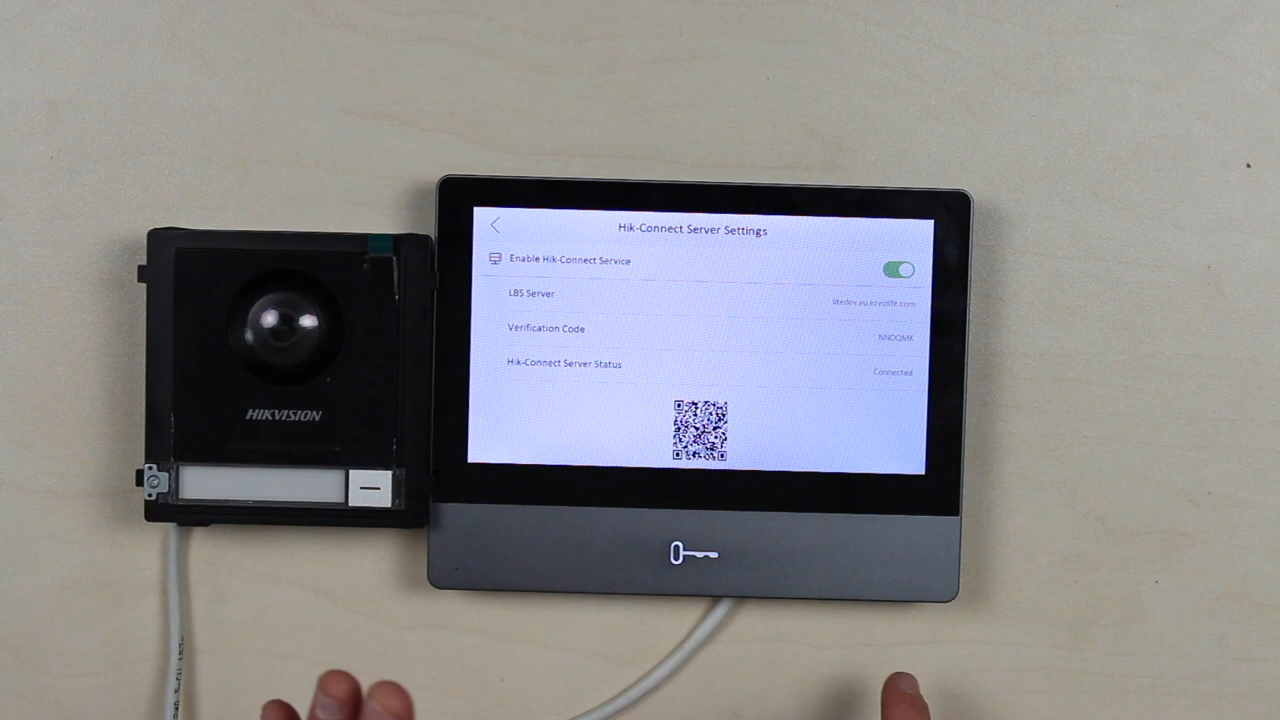 Hik-Connect Server Settings
Enable Hik-Connect Service
LBS Server
litedev.eu.ezvizlife.com
Verification Code
NNOQMK
Hik-Connect Server Status
Connected
HIKVISION